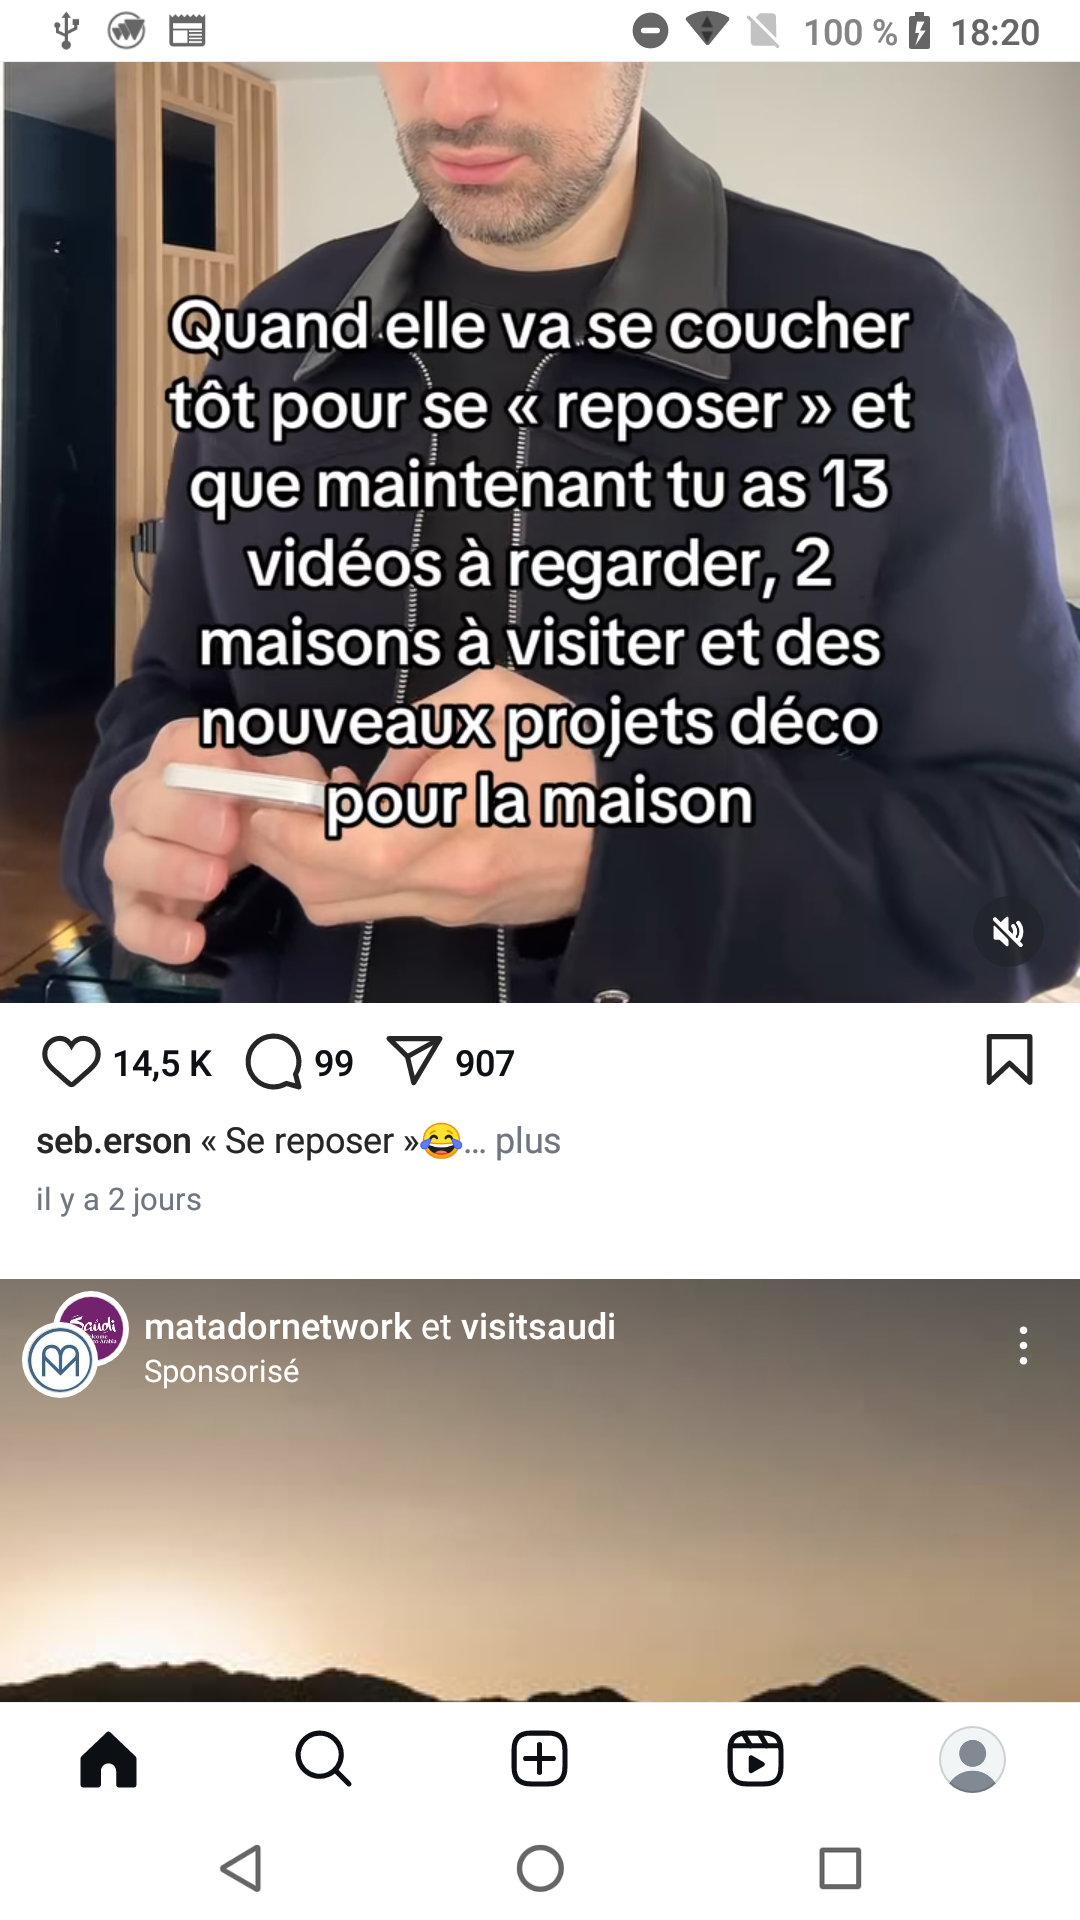 100 % 18:20
Quand elle va se coucher
tôt pour se « reposer » et
que maintenant tu as 13
vidéos à regarder, 2
maisons à visiter et des
nouveaux projets déco
pour la maison
14,5 K 99 907
seb.erson « Se reposer »😂... plus
il y a 2 jours
Saudi
matadornetwork et visitsaudi
Sponsorisé